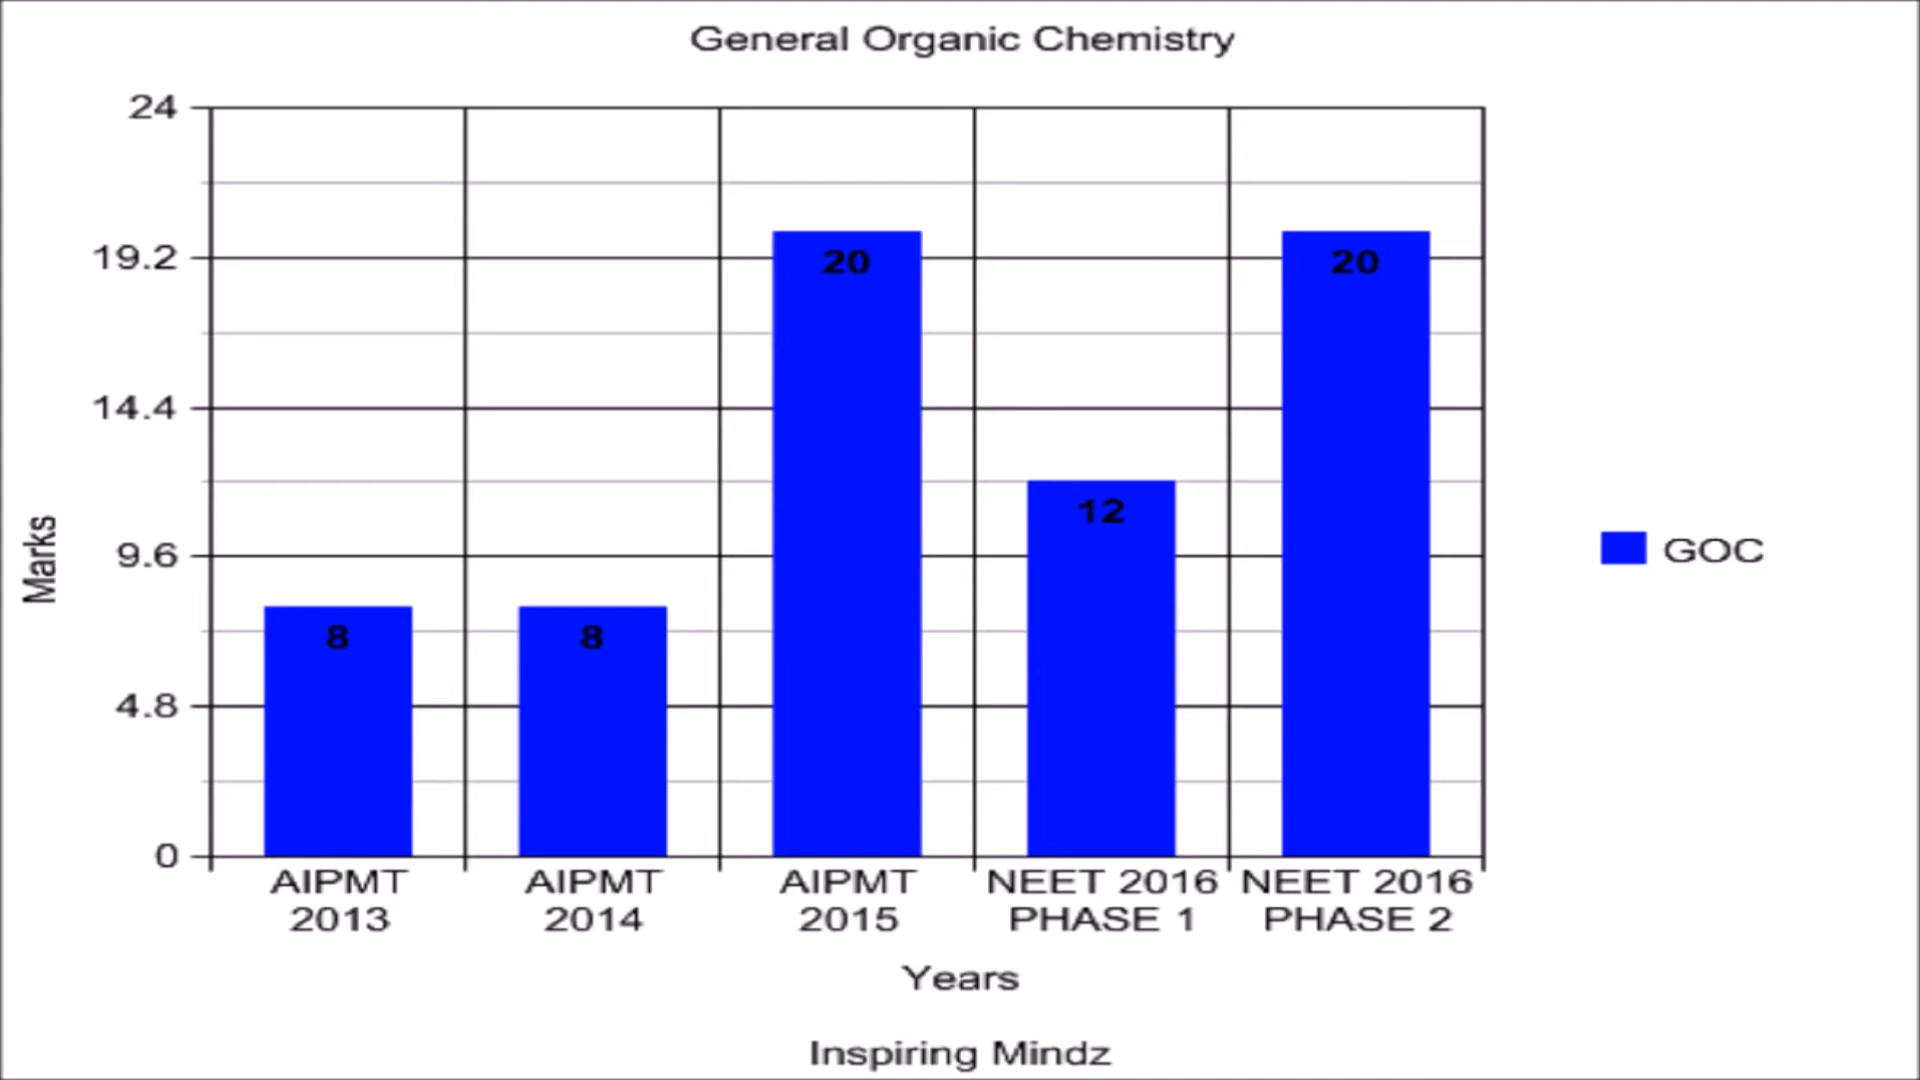 General Organic Chemistry
24
19.2
14.4
9.6
4.8
0
Marks
20
20
12
8
8
GOC
AIPMT
2013
AIPMT
2014
AIPMT
2015
NEET 2016
PHASE 1
NEET 2016
PHASE 2
Years
Inspiring Mindz